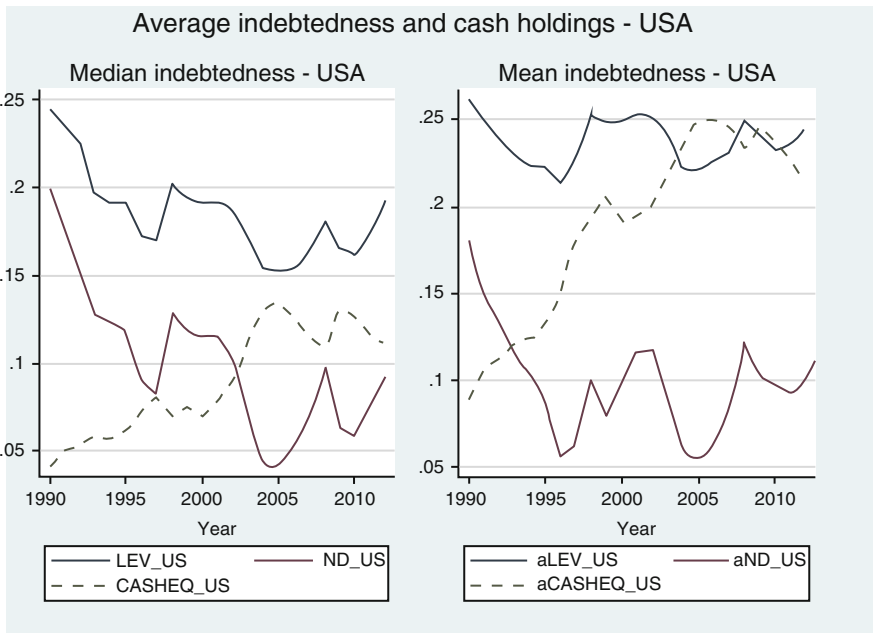 Average indebtedness and cash holdings - USA
Median indebtedness - USA
.25
.2
.15
.1
.05
1990 1995 2000 2005 2010
Year
LEV_US ND_US
CASHEQ_US
Mean indebtedness - USA
.25
.2
.15
.1
.05
1990 1995 2000 2005 2010
Year
aLEV_US aND_US
aCASHEQ_US